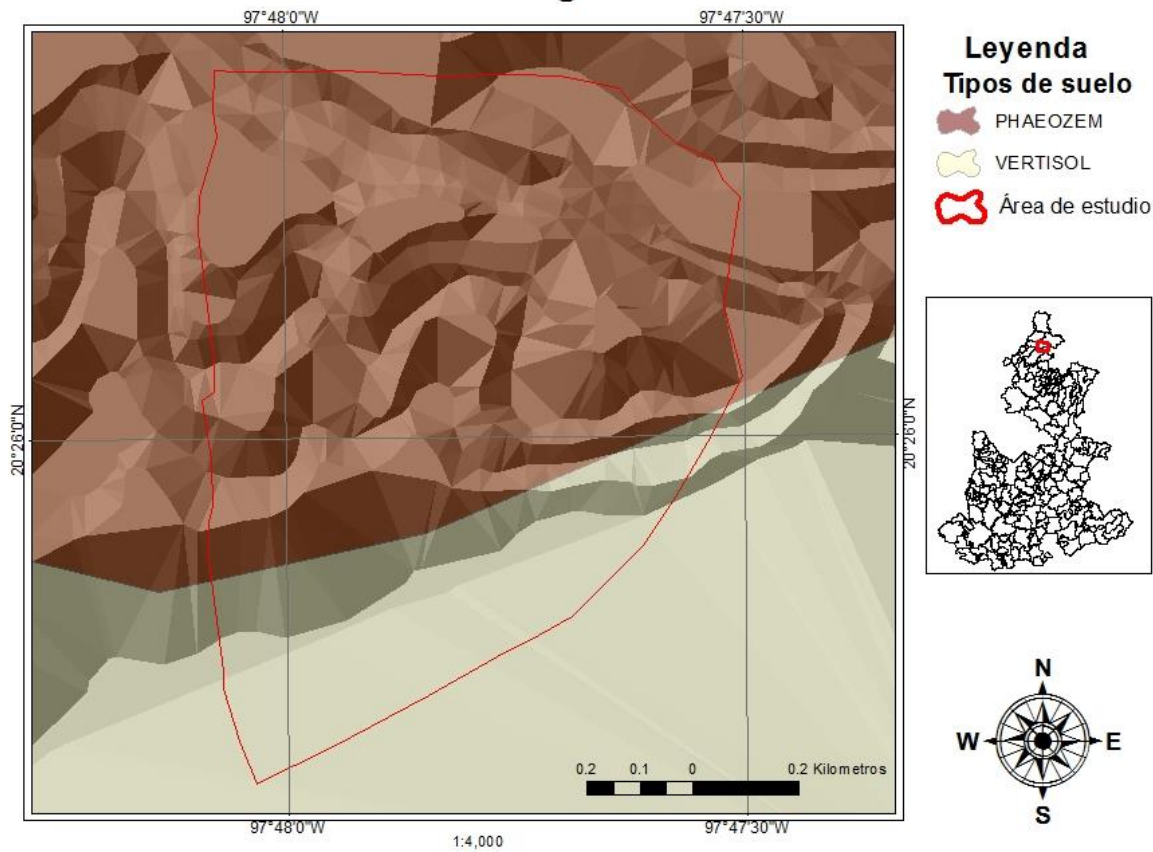 97°48'0"W
97°47'30"W
Leyenda
Tipos de suelo
PHAEOZEM
VERTISOL
Área de estudio
20°26'0"N
20°26'0"N
N
W
E
S
0.2 0.1 0 0.2 Kilometros
97°48'0"W
97°47'30"W
1:4,000